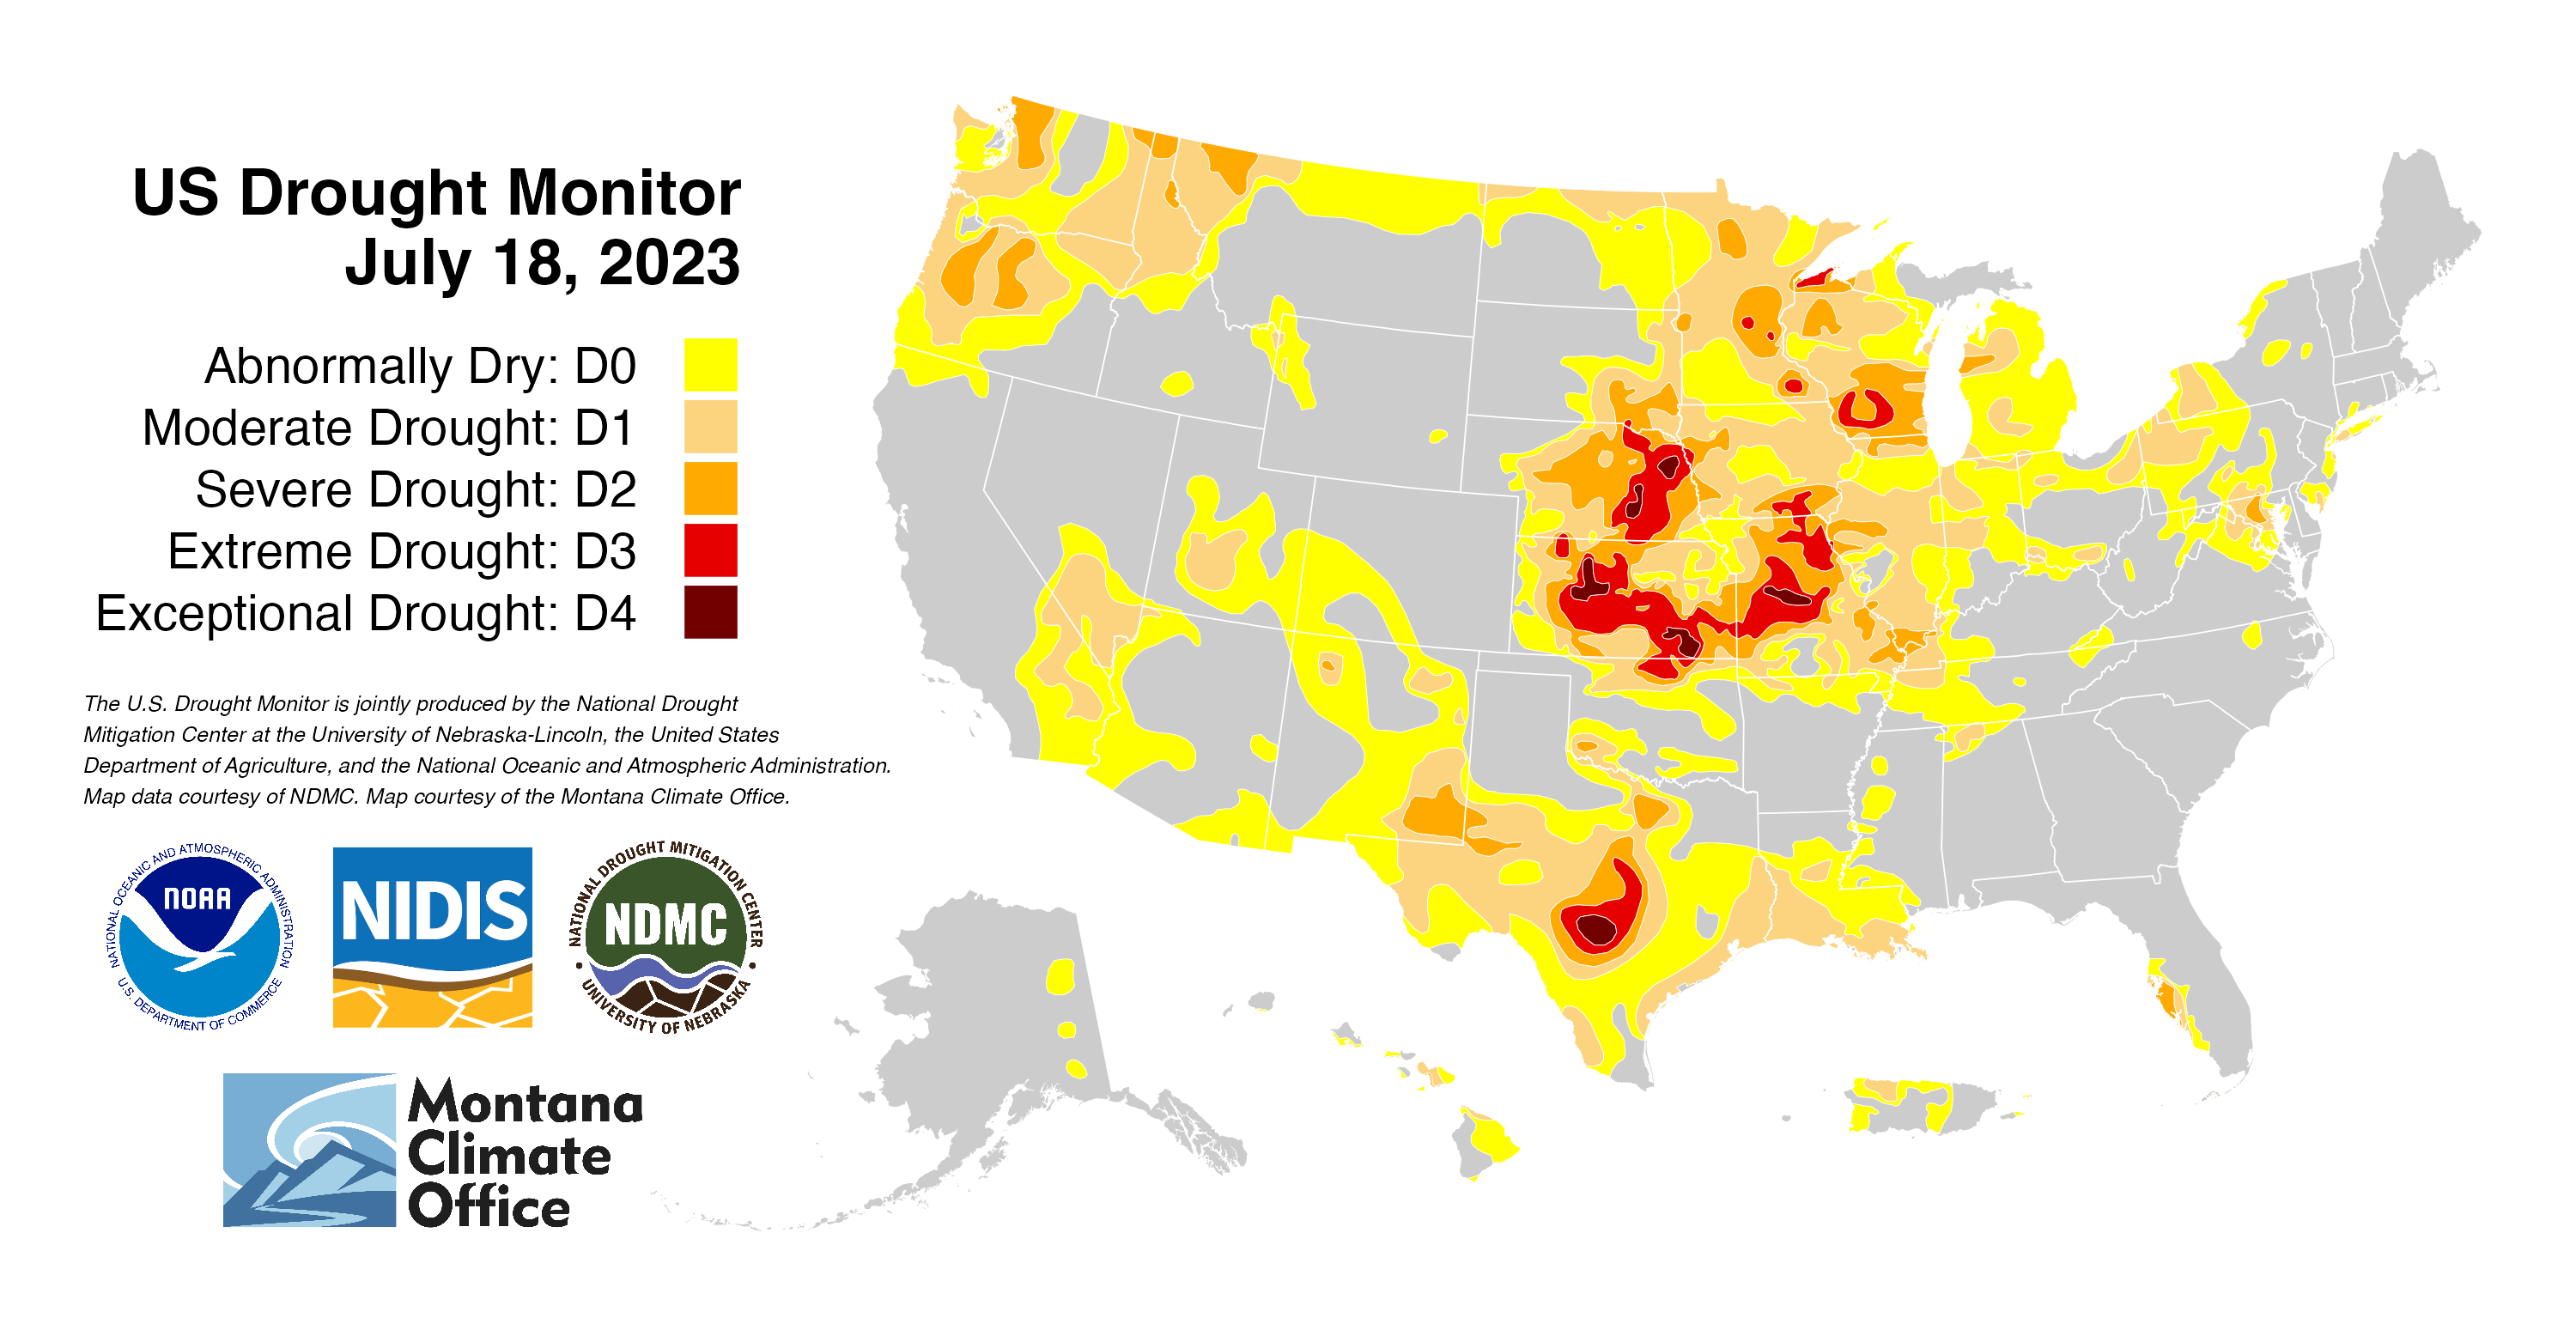 US Drought Monitor
July 18, 2023
Abnormally Dry: D0
Moderate Drought: D1
Severe Drought: D2
Extreme Drought: D3
Exceptional Drought: D4
The U.S. Drought Monitor is jointly produced by the National Drought
Mitigation Center at the University of Nebraska-Lincoln, the United States
Department of Agriculture, and the National Oceanic and Atmospheric Administration.
Map data courtesy of NDMC. Map courtesy of the Montana Climate Office.
NATIONAL OCEANIC AND ATMOSPHERIC ADMINISTRATION
NOAA
U.S. DEPARTMENT OF COMMERCE
NIDIS
NATIONAL DROUGHT MITIGATION CENTER
NDMC
UNIVERSITY OF NEBRASKA
Montana
Climate
Office